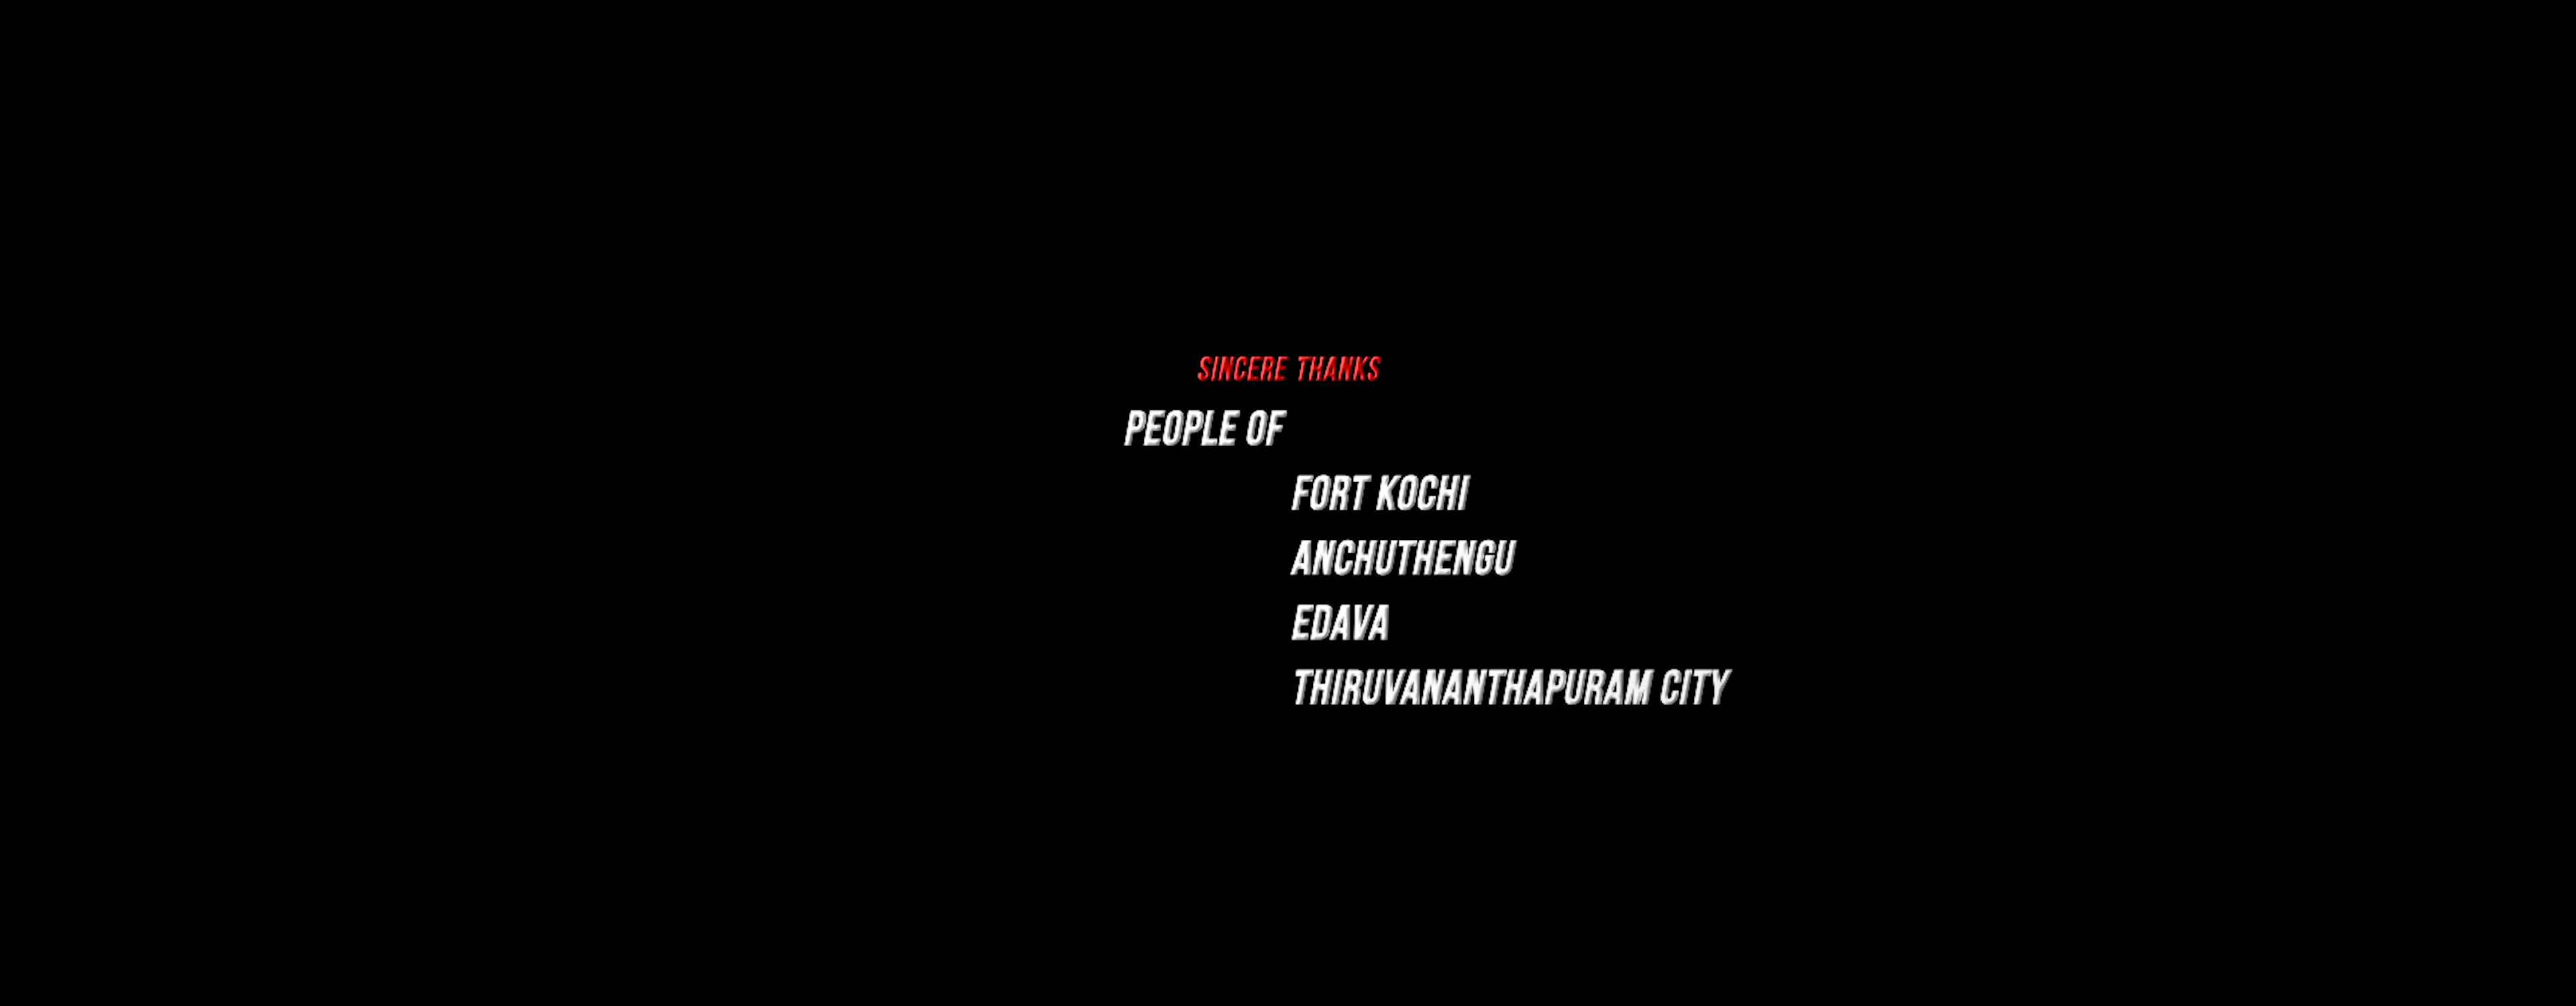 SINCERE THANKS
PEOPLE OF
FORT KOCHI
ANCHUTHENGU
EDAVA
THIRUVANANTHAPURAM CITY